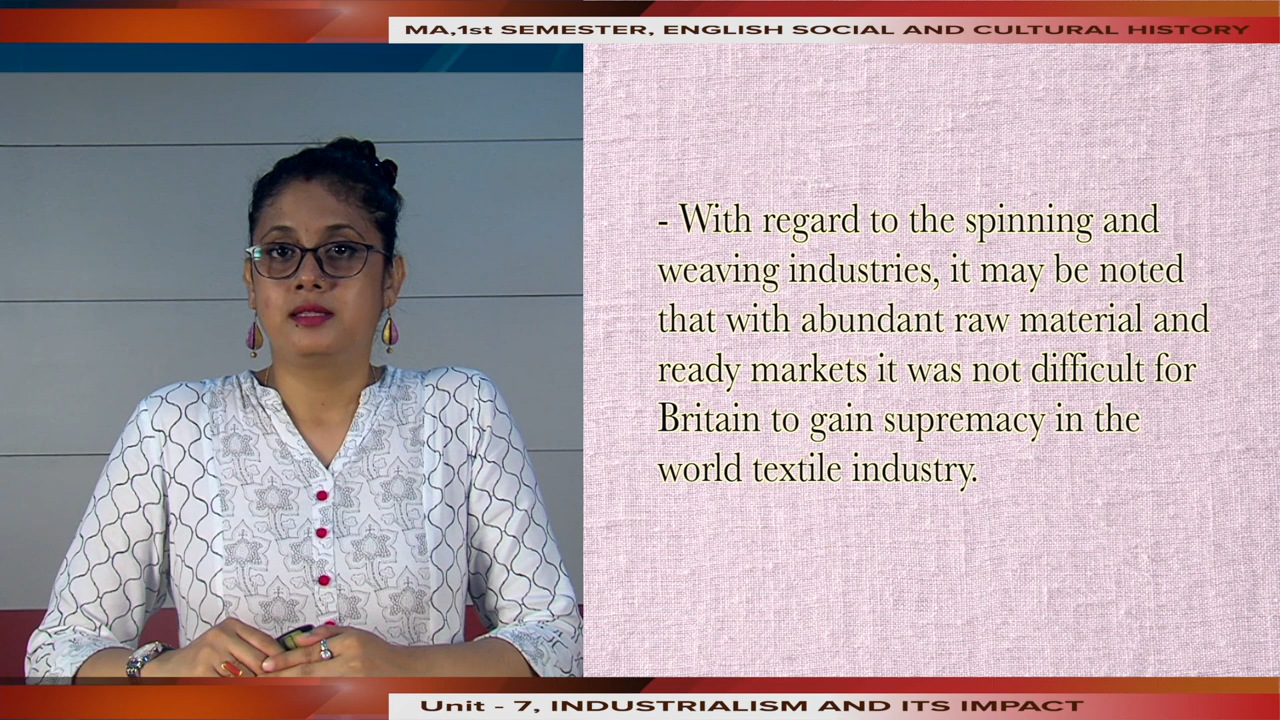 MA,1st SEMESTER, ENGLISH SOCIAL AND CULTURAL HISTORY
- With regard to the spinning and
weaving industries, it may be noted
that with abundant raw material and
ready markets it was not difficult for
Britain to gain supremacy in the
world textile industry.
Unit - 7, INDUSTRIALISM AND ITS IMPACT